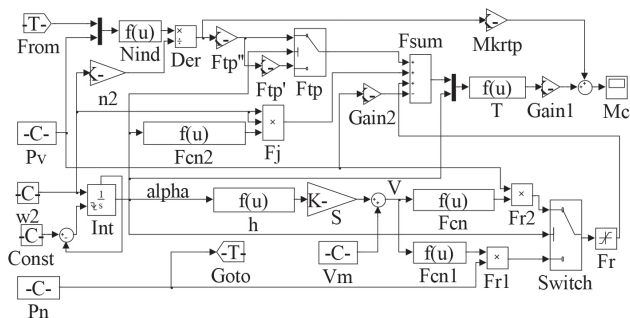 -T-
From
f(u)
Nind
×
÷
Der
Ftp''
Ftp'
Ftp
Fsum
+
+
+
+
Mkrtp
n2
Gain2
f(u)
T
Gain1
+
-
Mc
-C-
Pv
f(u)
Fcn2
×
Fj
-C-
w2
1
s
Int
alpha
f(u)
h
K-
S
V
f(u)
Fcn
×
Fr2
-C-
Const
-T-
Goto
-C-
Vm
f(u)
Fcn1
×
Fr1
Switch
Fr
-C-
Pn